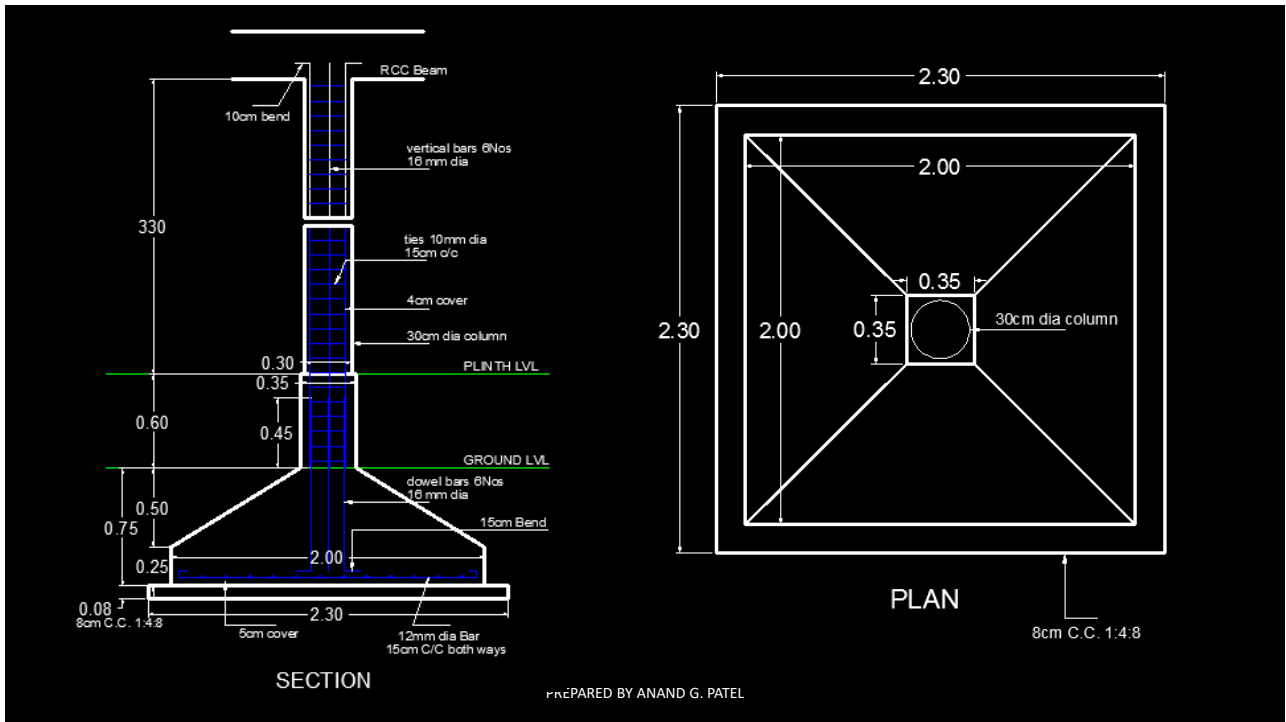 RCC Beam
10cm bend
vertical bars 6Nos
16 mm dia
330
ties 10mm dia
15cm c/c
4cm cover
30cm dia column
0.30
PLINTH LVL
0.35
0.60
0.45
GROUND LVL
dowel bars 6Nos
16 mm dia
0.50
0.75
15cm Bend
0.25
2.00
0.08
8cm C.C. 1:4:8
2.30
5cm cover
12mm dia Bar
15cm C/C both ways
SECTION
2.30
2.00
0.35
2.30
2.00
0.35
30cm dia column
PLAN
8cm C.C. 1:4:8
PREPARED BY ANAND G. PATEL